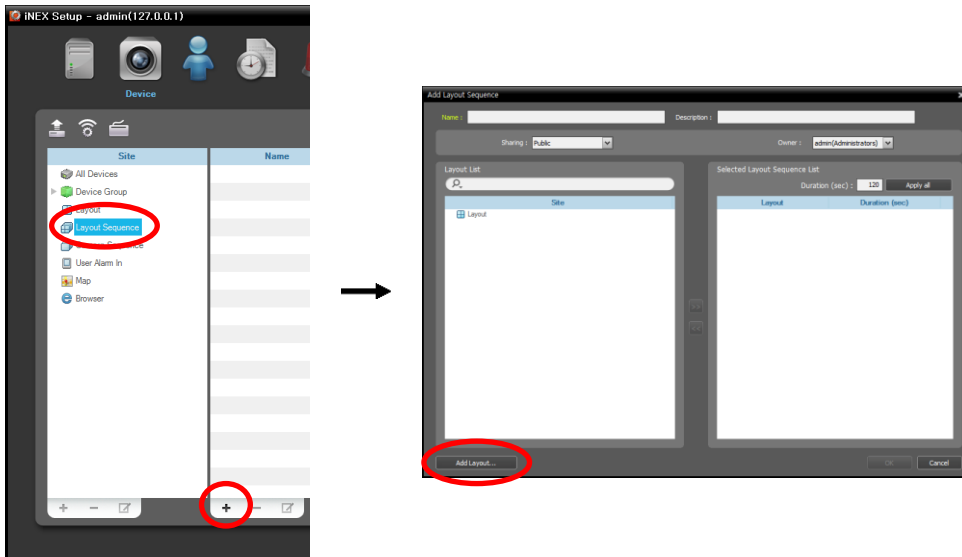 iNEX Setup - admin(127.0.0.1)
Device
Site
Name
All Devices
Device Group
Layout
Layout Sequence
Camera Sequence
User Alarm In
Map
Browser
Add Layout Sequence
Name :
Description :
Sharing : Public
Owner : admin(Administrators)
Layout List
Selected Layout Sequence List
Duration (sec) : 120 Apply all
Site
Layout Duration (sec)
Layout
Add Layout...
OK Cancel